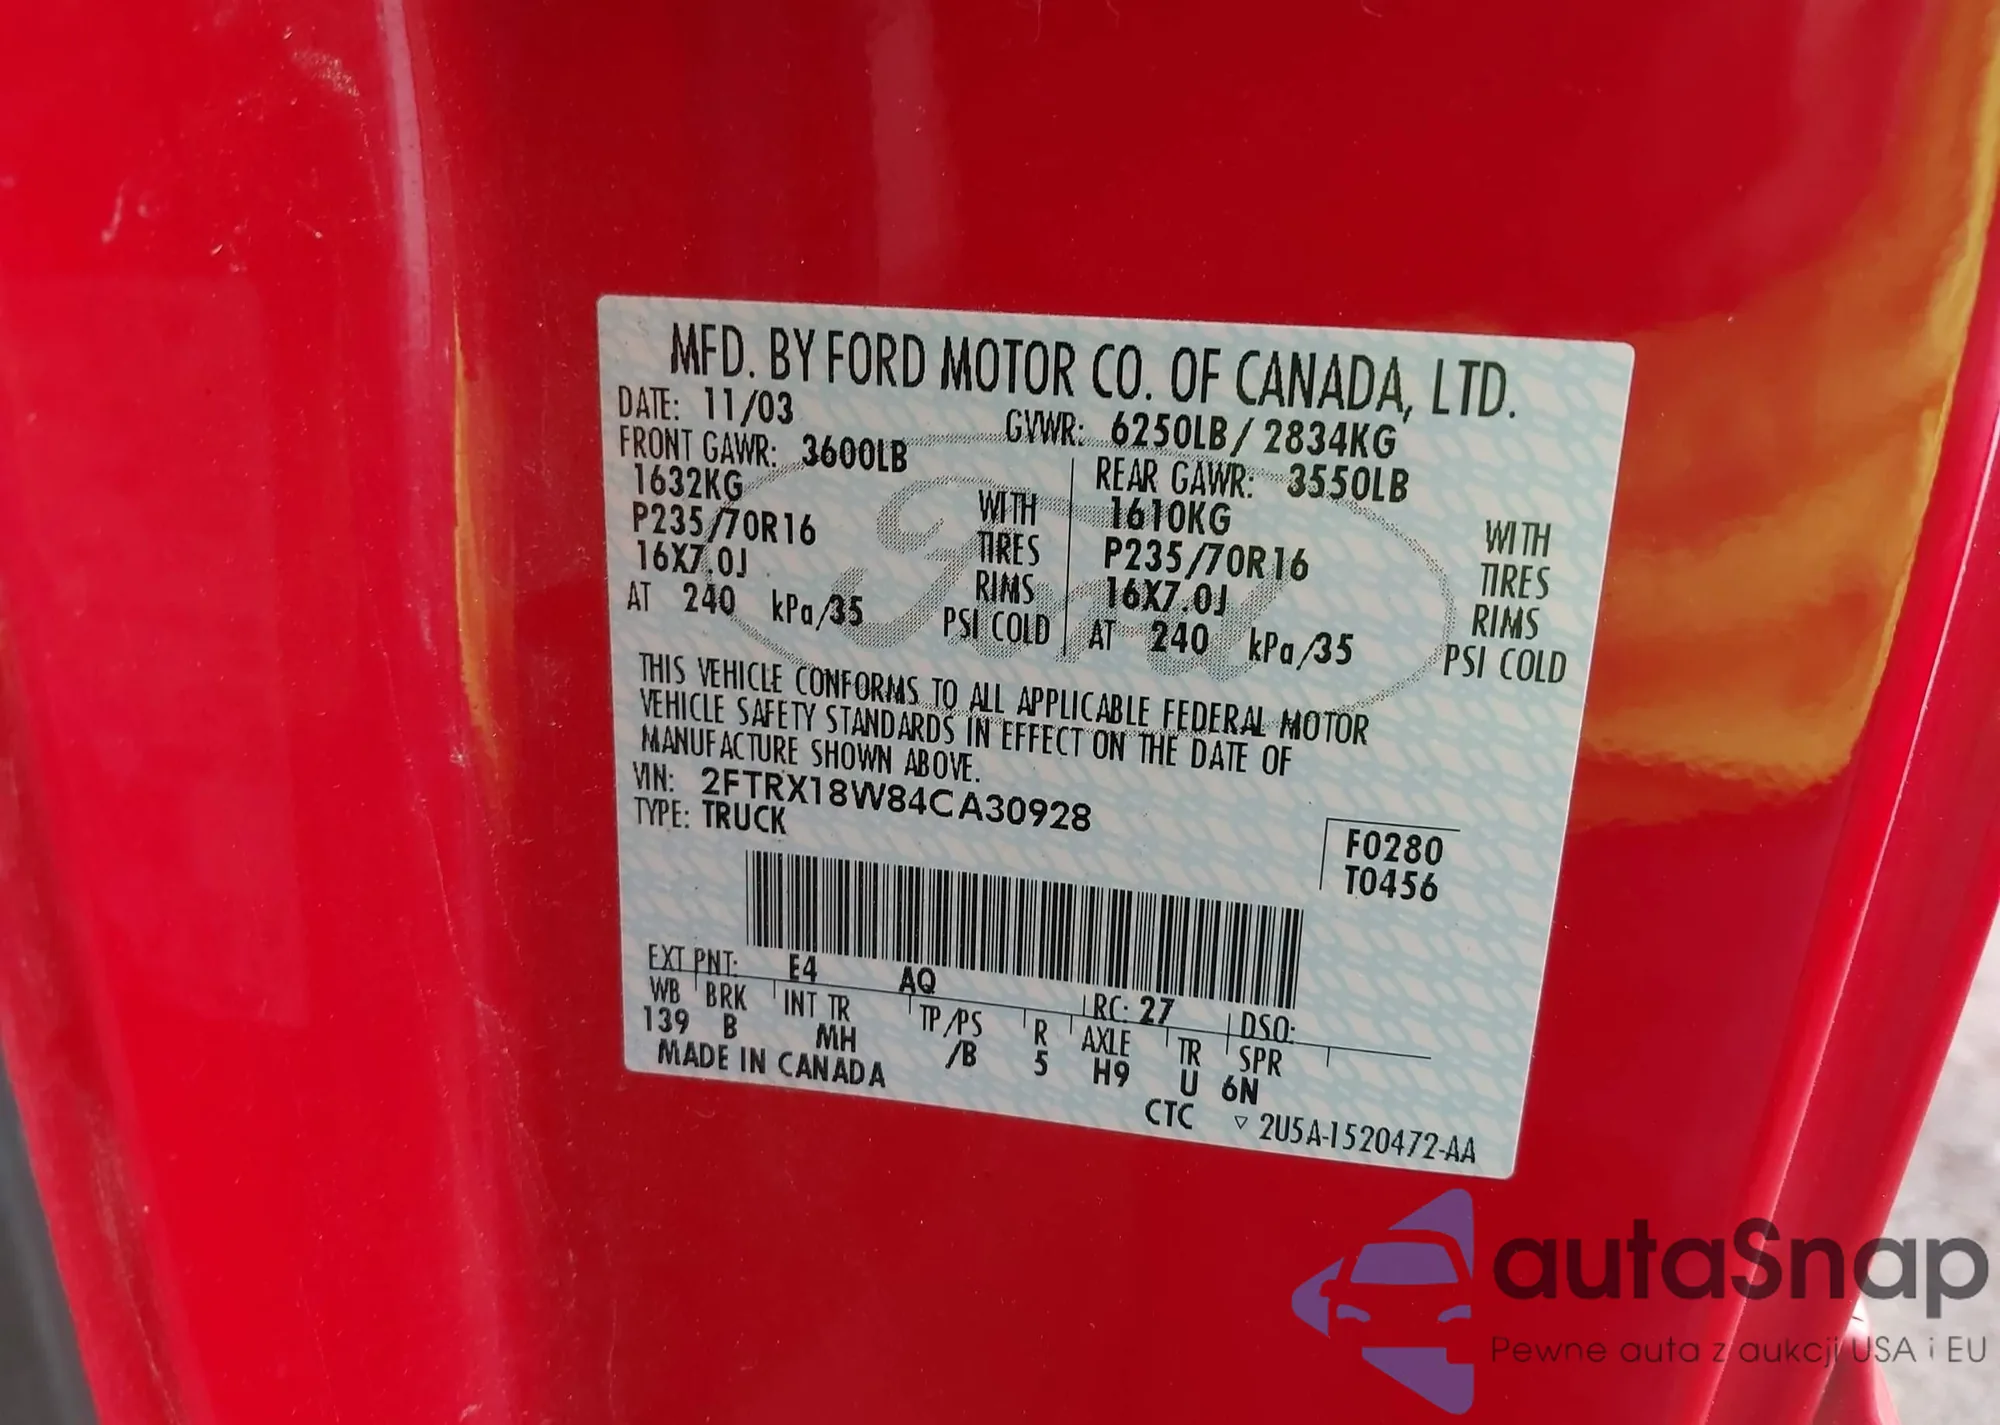 MFD. BY FORD MOTOR CO. OF CANADA, LTD.
DATE: 11/03 GVWR: 6250LB/ 2834KG
FRONT GAWR: 3600LB REAR GAWR: 3550LB
1632KG WITH 1610KG WITH
P235/70R16 TIRES P235/70R16 TIRES
16X7.0J RIMS 16X7.0J RIMS
AT 240 kPa/35 PSI COLD AT 240 kPa/35 PSI COLD
THIS VEHICLE CONFORMS TO ALL APPLICABLE FEDERAL MOTOR
VEHICLE SAFETY STANDARDS IN EFFECT ON THE DATE OF
MANUFACTURE SHOWN ABOVE.
VIN: 2FTRX18W84CA30928
TYPE: TRUCK
F0280
T0456
EXT PNT: E4 AQ RC: 27 DSO:
WB BRK INT TR TP/PS R AXLE TR SPR
139 B MH /B 5 H9 U 6N
MADE IN CANADA
CTC ▽ 2U5A-1520472-AA
Ford
autaSnap
Pewne auta z aukcji USA i EU